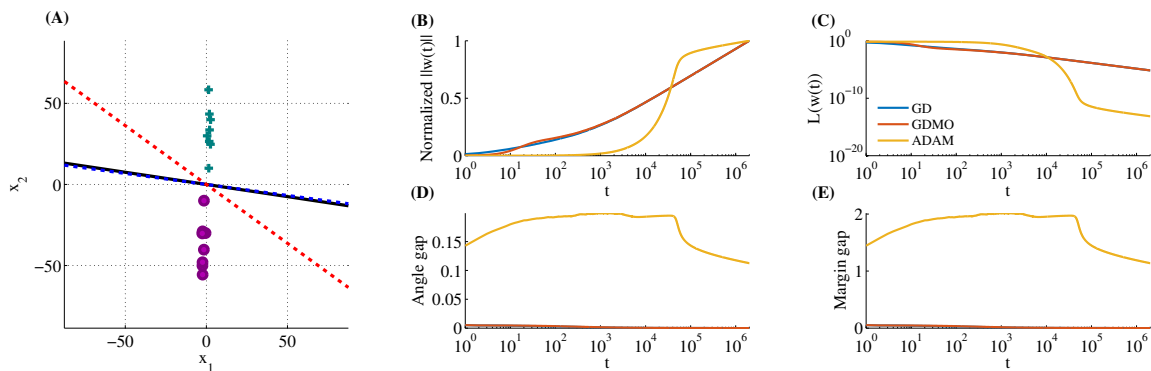 (A)
50
0
−50
−50
0
50
x_2
x_1
(B)
1
0.5
0
10^0
10^1
10^2
10^3
10^4
10^5
10^6
Normalized ||w(t)||
t
(C)
10^0
10^−10
10^−20
10^0
10^1
10^2
10^3
10^4
10^5
10^6
L(w(t))
t
GD
GDMO
ADAM
(D)
0.15
0.1
0.05
0
10^0
10^1
10^2
10^3
10^4
10^5
10^6
Angle gap
t
(E)
2
1
0
10^0
10^1
10^2
10^3
10^4
10^5
10^6
Margin gap
t